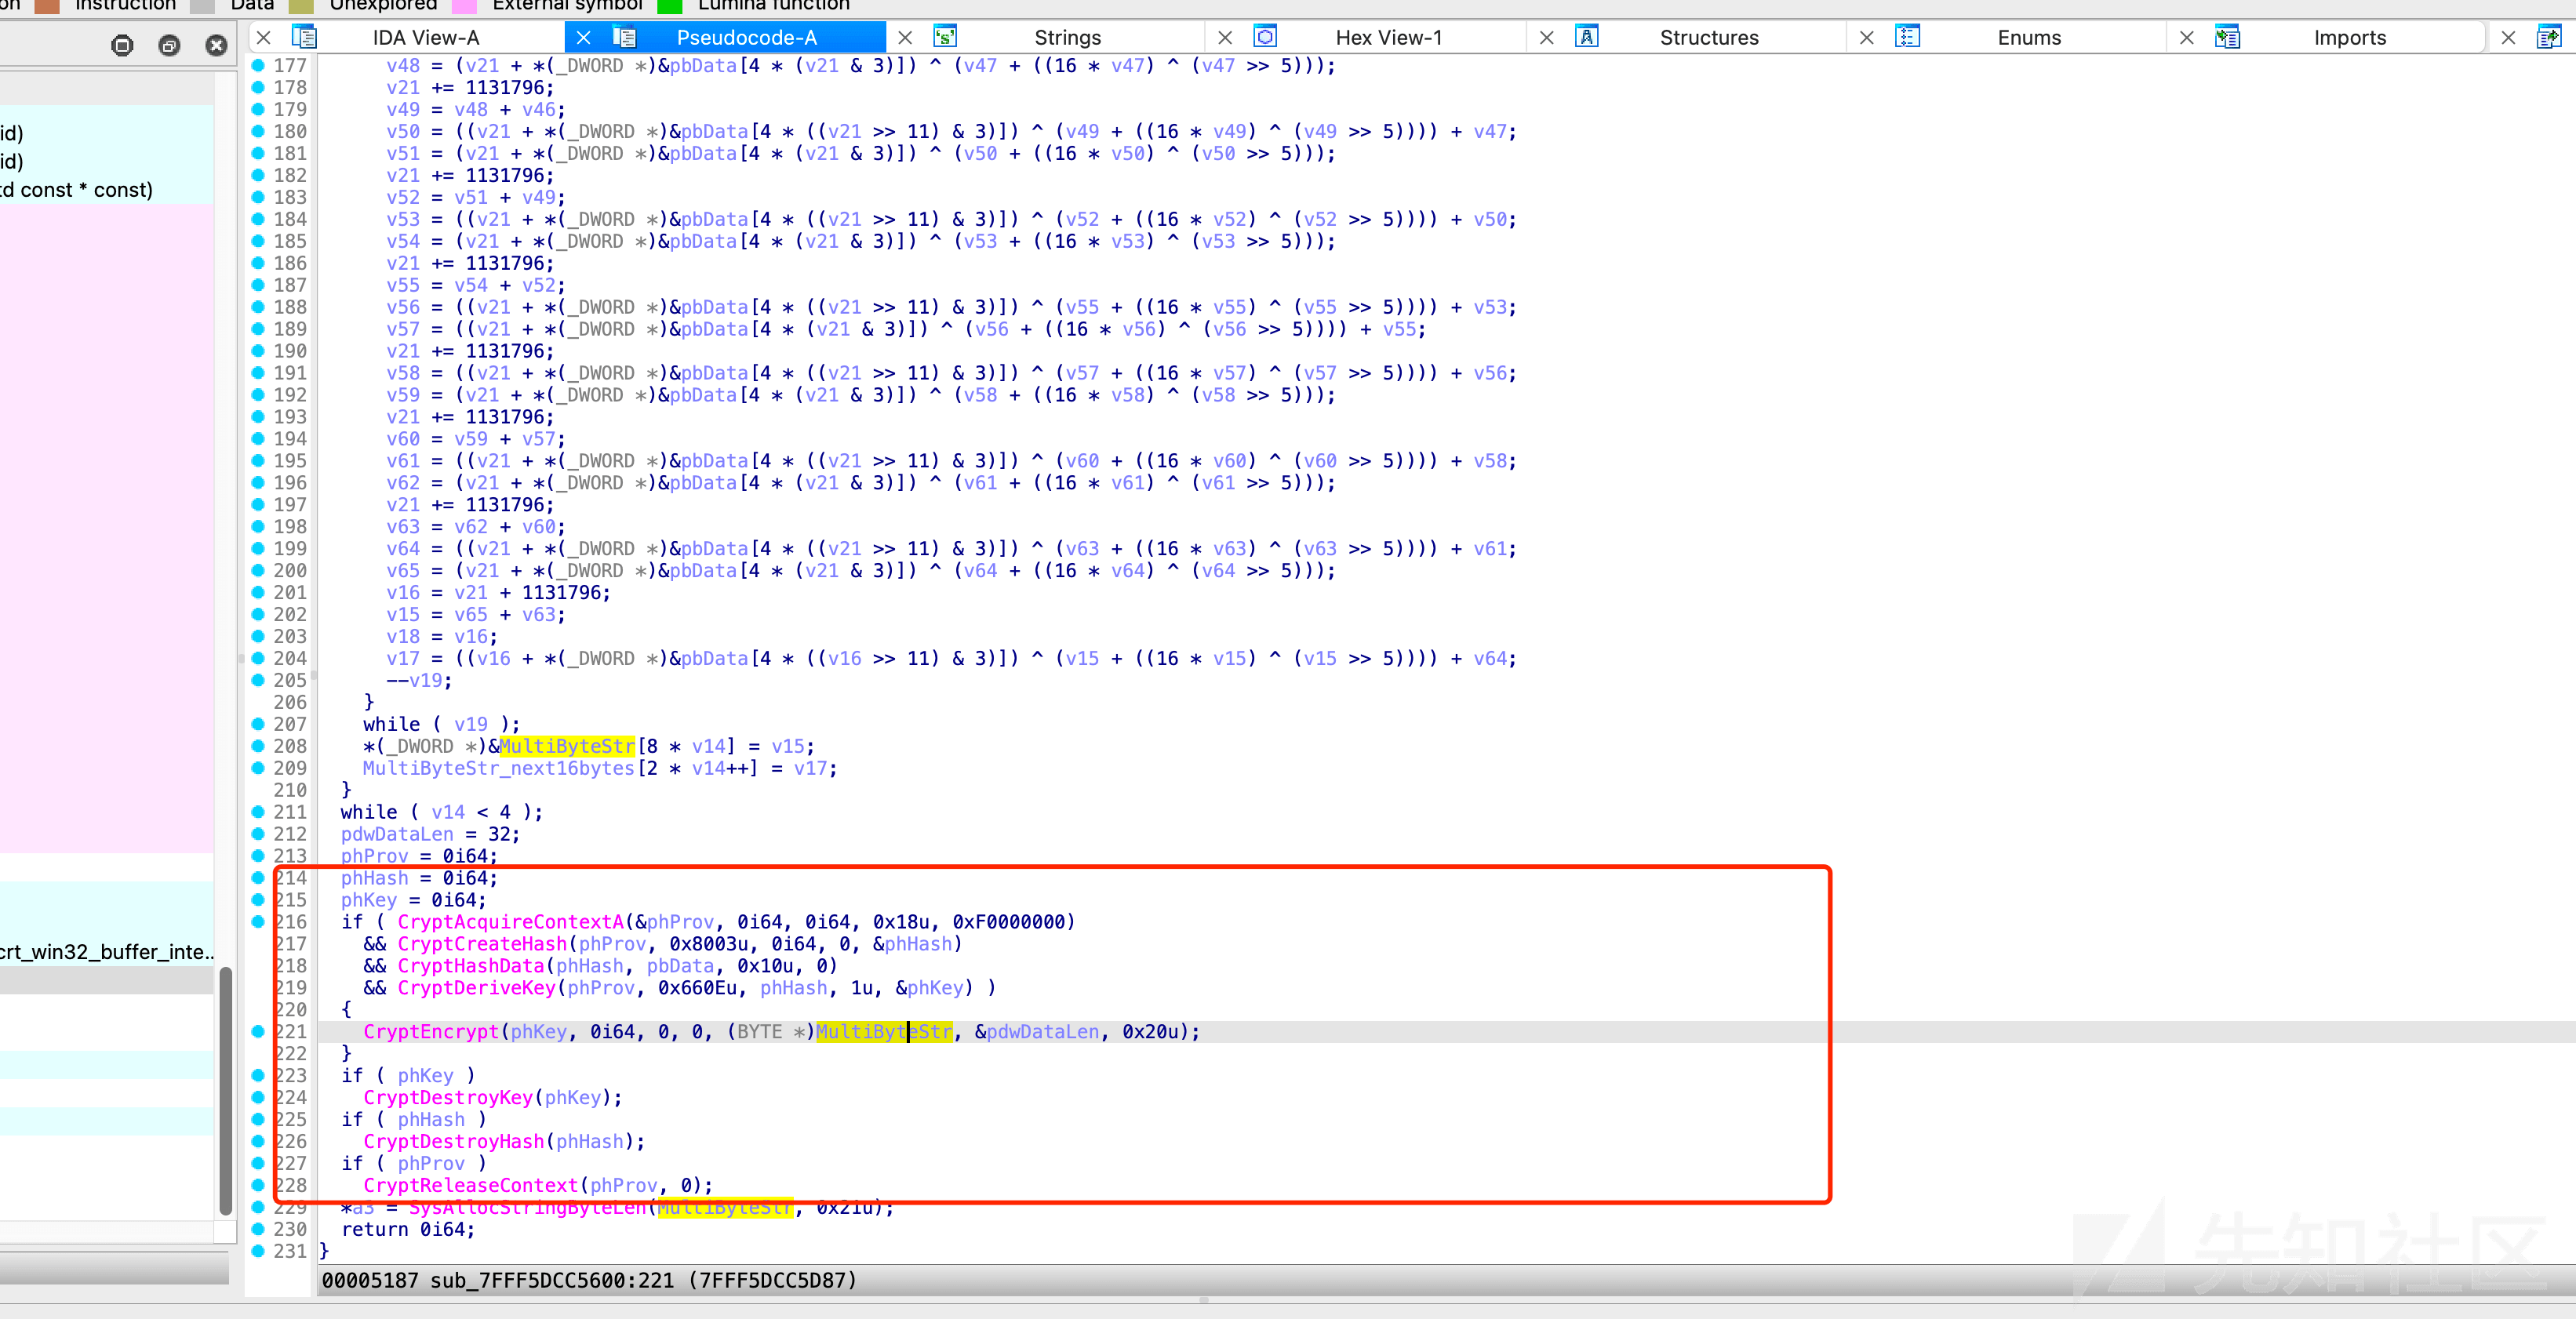 Instruction Data Unexplored External symbol Lumina function
IDA View-A Pseudocode-A Strings Hex View-1 Structures Enums Imports
id)
id)
td const * const)
crt_win32_buffer_inte..
177 v48 = (v21 + *(_DWORD *)&pbData[4 * (v21 & 3)]) ^ (v47 + ((16 * v47) ^ (v47 >> 5)));
178 v21 += 1131796;
179 v49 = v48 + v46;
180 v50 = ((v21 + *(_DWORD *)&pbData[4 * ((v21 >> 11) & 3)]) ^ (v49 + ((16 * v49) ^ (v49 >> 5)))) + v47;
181 v51 = (v21 + *(_DWORD *)&pbData[4 * (v21 & 3)]) ^ (v50 + ((16 * v50) ^ (v50 >> 5)));
182 v21 += 1131796;
183 v52 = v51 + v49;
184 v53 = ((v21 + *(_DWORD *)&pbData[4 * ((v21 >> 11) & 3)]) ^ (v52 + ((16 * v52) ^ (v52 >> 5)))) + v50;
185 v54 = (v21 + *(_DWORD *)&pbData[4 * (v21 & 3)]) ^ (v53 + ((16 * v53) ^ (v53 >> 5)));
186 v21 += 1131796;
187 v55 = v54 + v52;
188 v56 = ((v21 + *(_DWORD *)&pbData[4 * ((v21 >> 11) & 3)]) ^ (v55 + ((16 * v55) ^ (v55 >> 5)))) + v53;
189 v57 = ((v21 + *(_DWORD *)&pbData[4 * (v21 & 3)]) ^ (v56 + ((16 * v56) ^ (v56 >> 5)))) + v55;
190 v21 += 1131796;
191 v58 = ((v21 + *(_DWORD *)&pbData[4 * ((v21 >> 11) & 3)]) ^ (v57 + ((16 * v57) ^ (v57 >> 5)))) + v56;
192 v59 = (v21 + *(_DWORD *)&pbData[4 * (v21 & 3)]) ^ (v58 + ((16 * v58) ^ (v58 >> 5)));
193 v21 += 1131796;
194 v60 = v59 + v57;
195 v61 = ((v21 + *(_DWORD *)&pbData[4 * ((v21 >> 11) & 3)]) ^ (v60 + ((16 * v60) ^ (v60 >> 5)))) + v58;
196 v62 = (v21 + *(_DWORD *)&pbData[4 * (v21 & 3)]) ^ (v61 + ((16 * v61) ^ (v61 >> 5)));
197 v21 += 1131796;
198 v63 = v62 + v60;
199 v64 = ((v21 + *(_DWORD *)&pbData[4 * ((v21 >> 11) & 3)]) ^ (v63 + ((16 * v63) ^ (v63 >> 5)))) + v61;
200 v65 = (v21 + *(_DWORD *)&pbData[4 * (v21 & 3)]) ^ (v64 + ((16 * v64) ^ (v64 >> 5)));
201 v16 = v21 + 1131796;
202 v15 = v65 + v63;
203 v18 = v16;
204 v17 = ((v16 + *(_DWORD *)&pbData[4 * ((v16 >> 11) & 3)]) ^ (v15 + ((16 * v15) ^ (v15 >> 5)))) + v64;
205 --v19;
206 }
207 while ( v19 );
208 *(_DWORD *)&MultiByteStr[8 * v14] = v15;
209 MultiByteStr_next16bytes[2 * v14++] = v17;
210 }
211 while ( v14 < 4 );
212 pdwDataLen = 32;
213 phProv = 0i64;
214 phHash = 0i64;
215 phKey = 0i64;
216 if ( CryptAcquireContextA(&phProv, 0i64, 0i64, 0x18u, 0xF0000000)
217 && CryptCreateHash(phProv, 0x8003u, 0i64, 0, &phHash)
218 && CryptHashData(phHash, pbData, 0x10u, 0)
219 && CryptDeriveKey(phProv, 0x660Eu, phHash, 1u, &phKey) )
220 {
221 CryptEncrypt(phKey, 0i64, 0, 0, (BYTE *)MultiByteStr, &pdwDataLen, 0x20u);
222 }
223 if ( phKey )
224 CryptDestroyKey(phKey);
225 if ( phHash )
226 CryptDestroyHash(phHash);
227 if ( phProv )
228 CryptReleaseContext(phProv, 0);
229 *a3 = SysAllocStringByteLen(MultiByteStr, 0x21u);
230 return 0i64;
231 }
00005187 sub_7FFF5DCC5600:221 (7FFF5DCC5D87)
先知社区